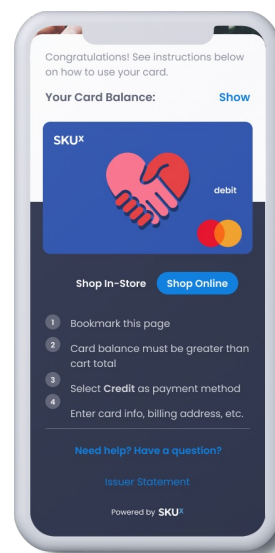 Congratulations! See instructions below
on how to use your card.
Your Card Balance: Show
SKUˣ
debit
Shop In-Store Shop Online
1 Bookmark this page
2 Card balance must be greater than
cart total
3 Select Credit as payment method
4 Enter card info, billing address, etc.
Need help? Have a question?
Issuer Statement
Powered by SKUˣ